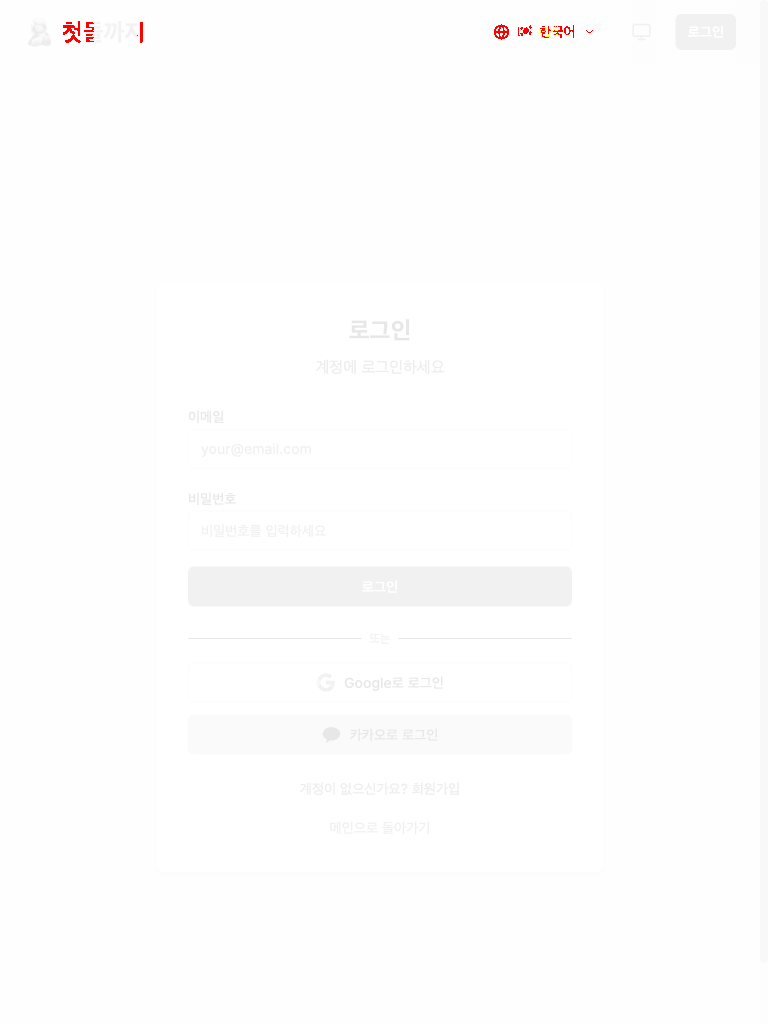 첫돌까지
한국어
로그인
로그인
계정에 로그인하세요
이메일
your@email.com
비밀번호
비밀번호를 입력하세요
로그인
또는
Google로 로그인
카카오로 로그인
계정이 없으신가요? 회원가입
메인으로 돌아가기